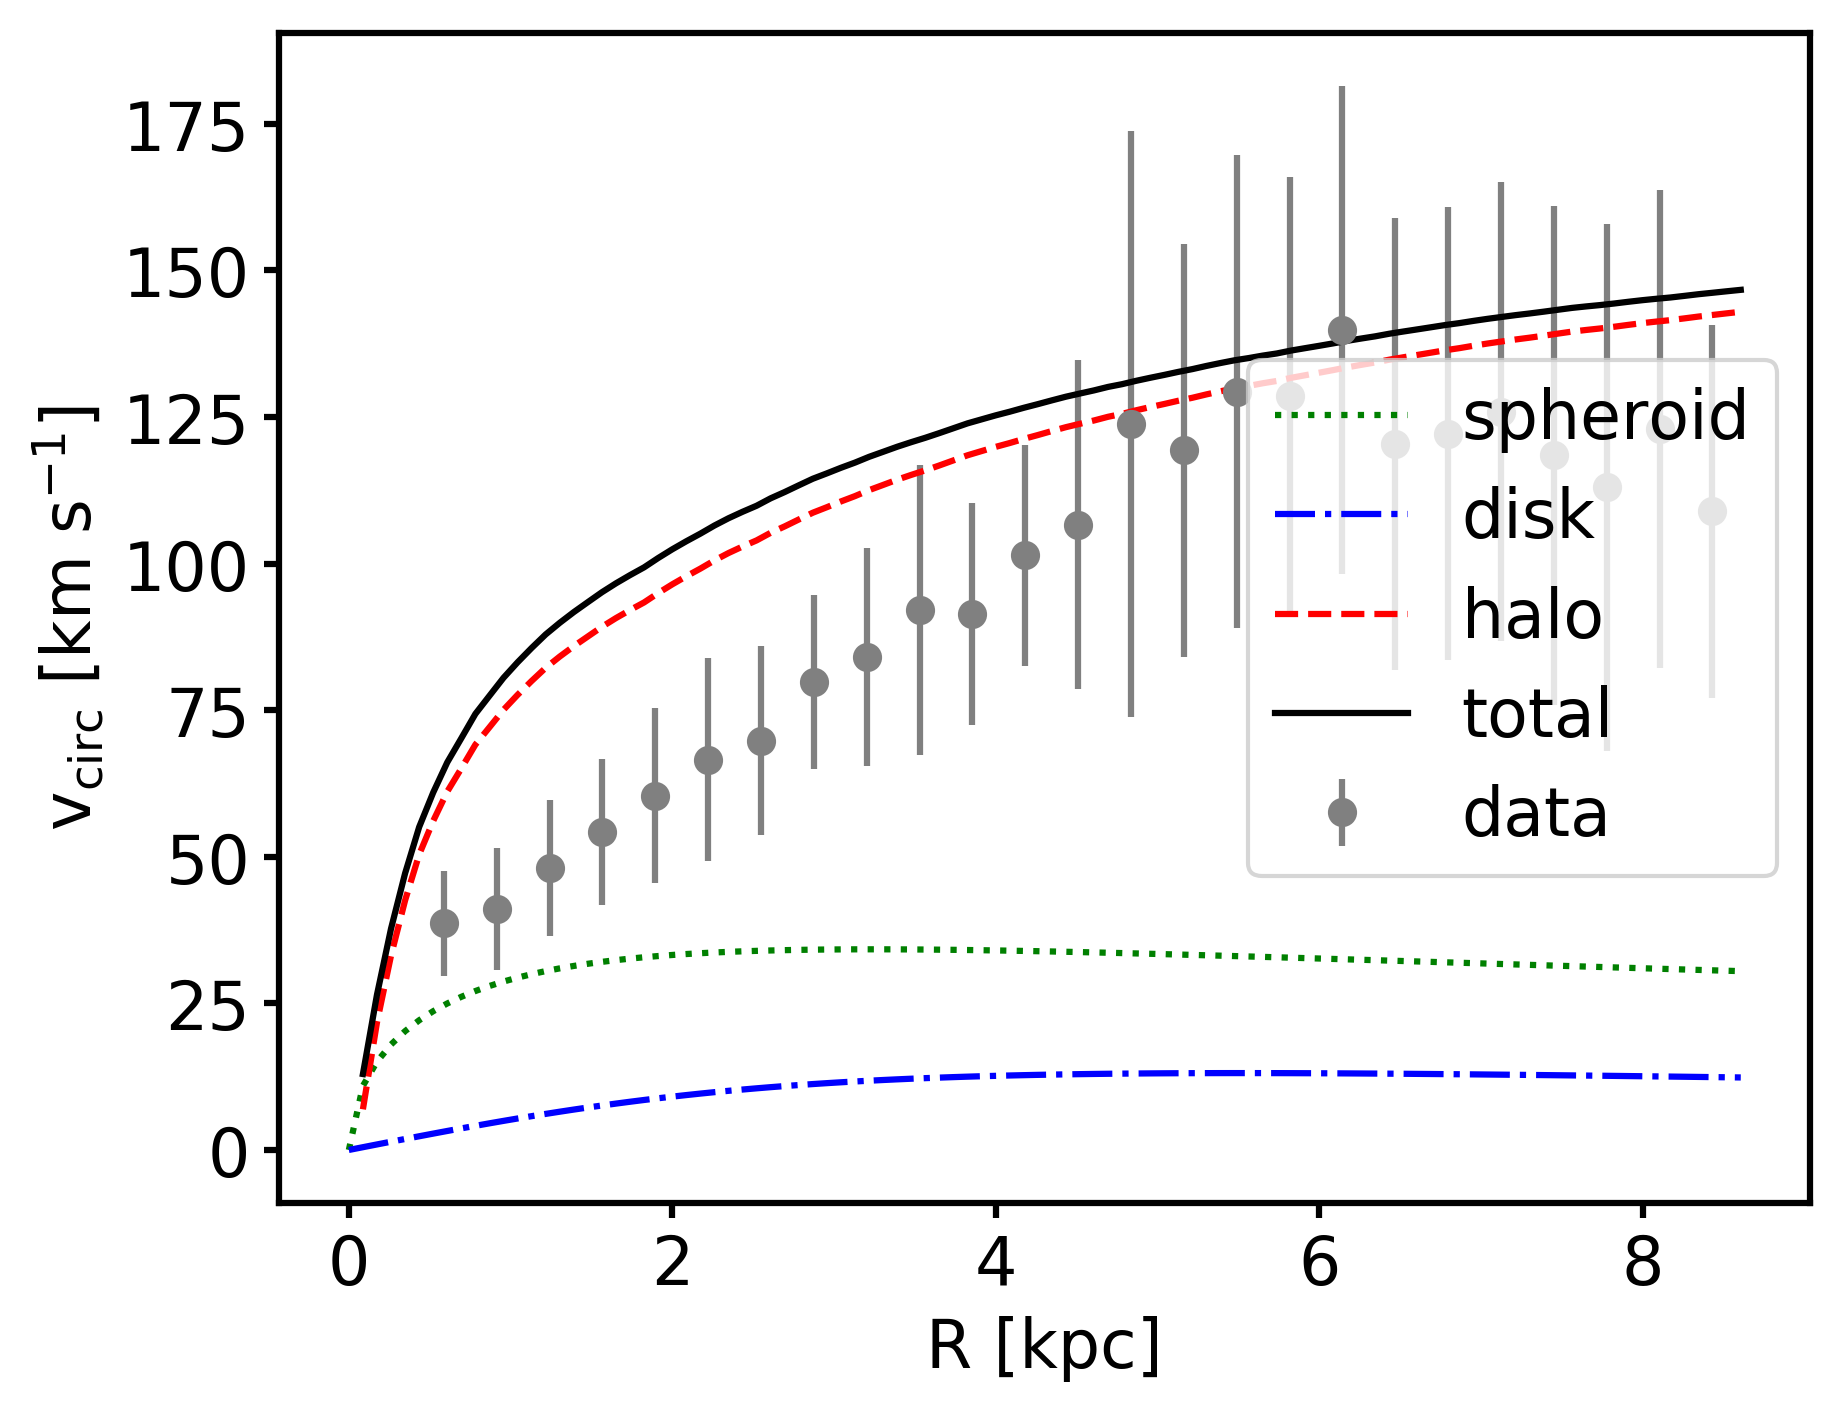 175
150
125
100
75
50
25
0
v_circ [km s⁻¹]
spheroid
disk
halo
total
data
0 2 4 6 8
R [kpc]